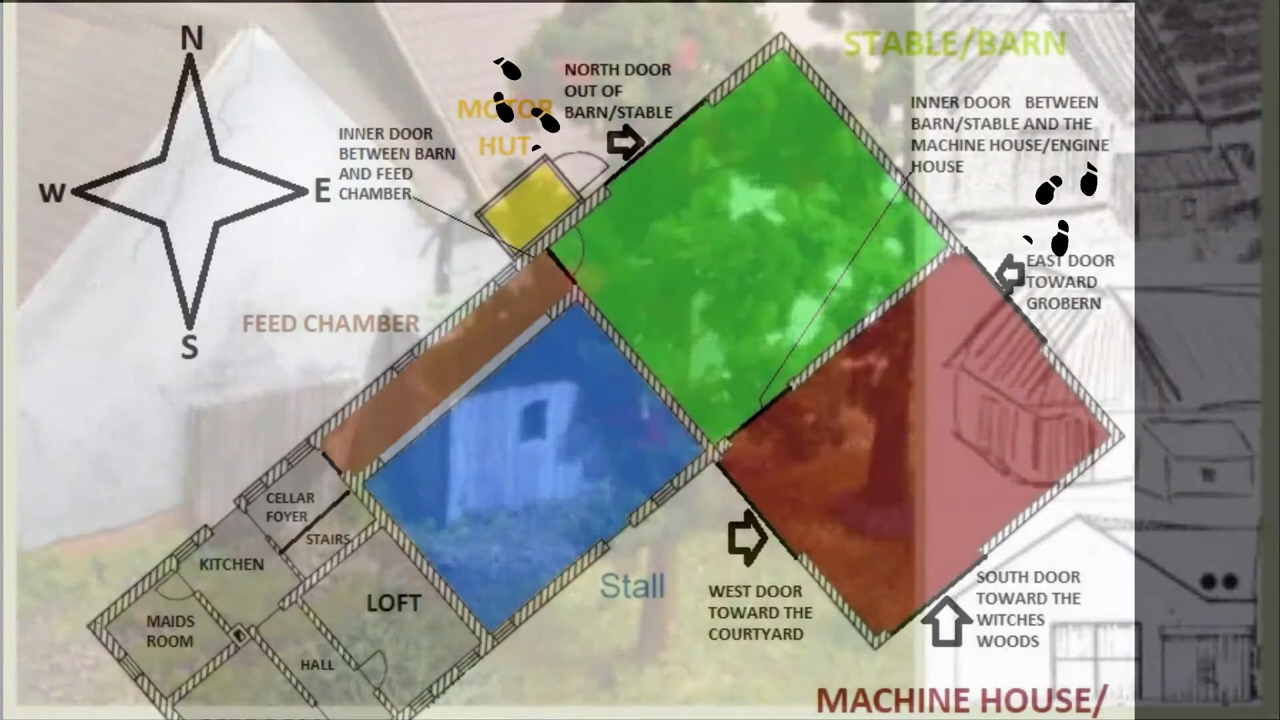 N
W
E
S
STABLE/BARN
NORTH DOOR
OUT OF
BARN/STABLE
MOTOR
HUT
INNER DOOR
BETWEEN BARN
AND FEED
CHAMBER
INNER DOOR BETWEEN
BARN/STABLE AND THE
MACHINE HOUSE/ENGINE
HOUSE
EAST DOOR
TOWARD
GROBERN
FEED CHAMBER
CELLAR
FOYER
STAIRS
KITCHEN
LOFT
MAIDS
ROOM
HALL
Stall
WEST DOOR
TOWARD THE
COURTYARD
SOUTH DOOR
TOWARD THE
WITCHES
WOODS
MACHINE HOUSE/